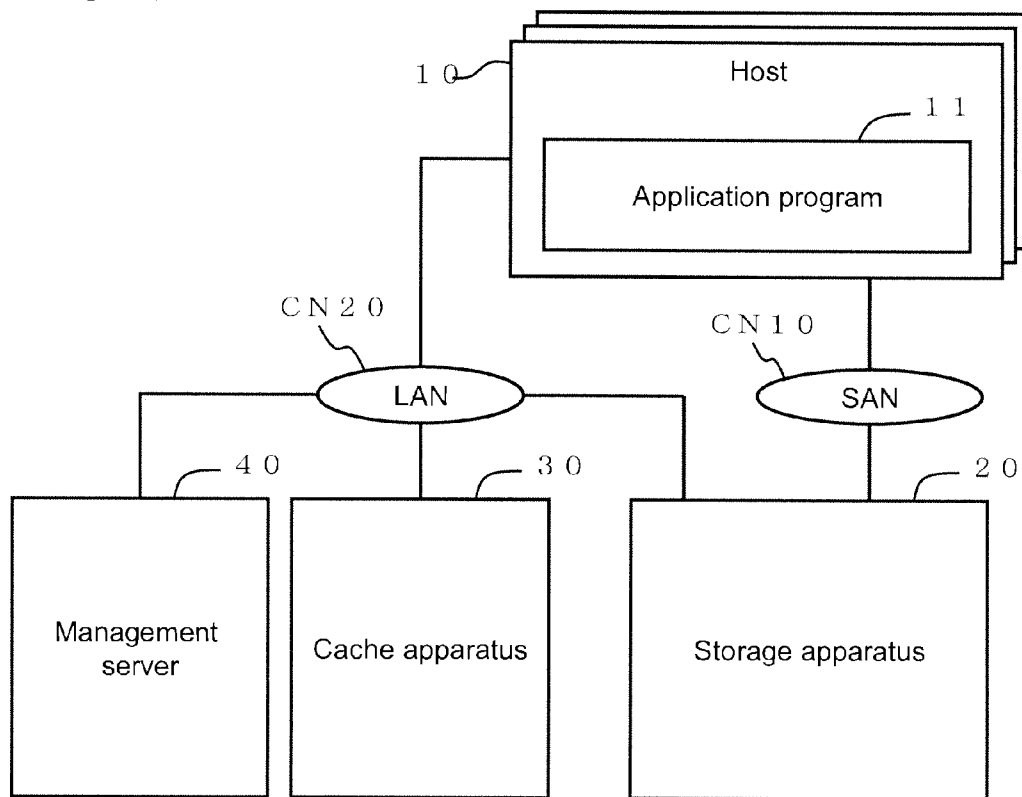 10
Host
11
Application program
CN20
CN10
LAN
SAN
40
30
20
Management
server
Cache apparatus
Storage apparatus